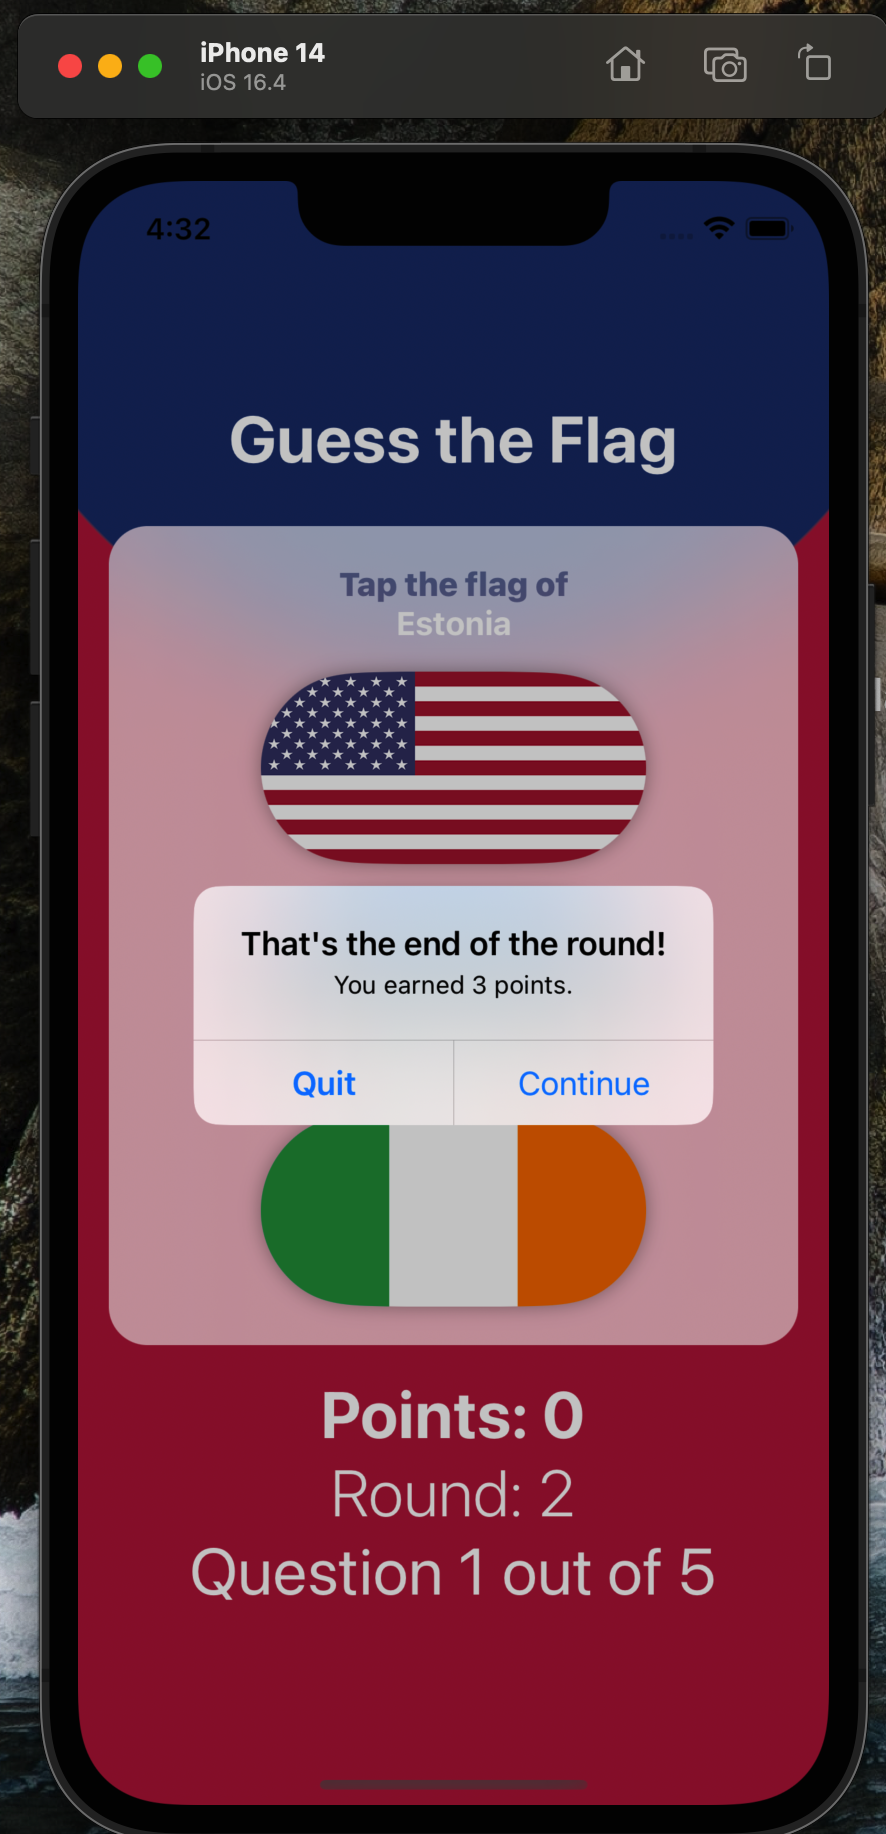 iPhone 14
iOS 16.4
4:32
Guess the Flag
Tap the flag of
Estonia
That's the end of the round!
You earned 3 points.
Quit
Continue
Points: 0
Round: 2
Question 1 out of 5